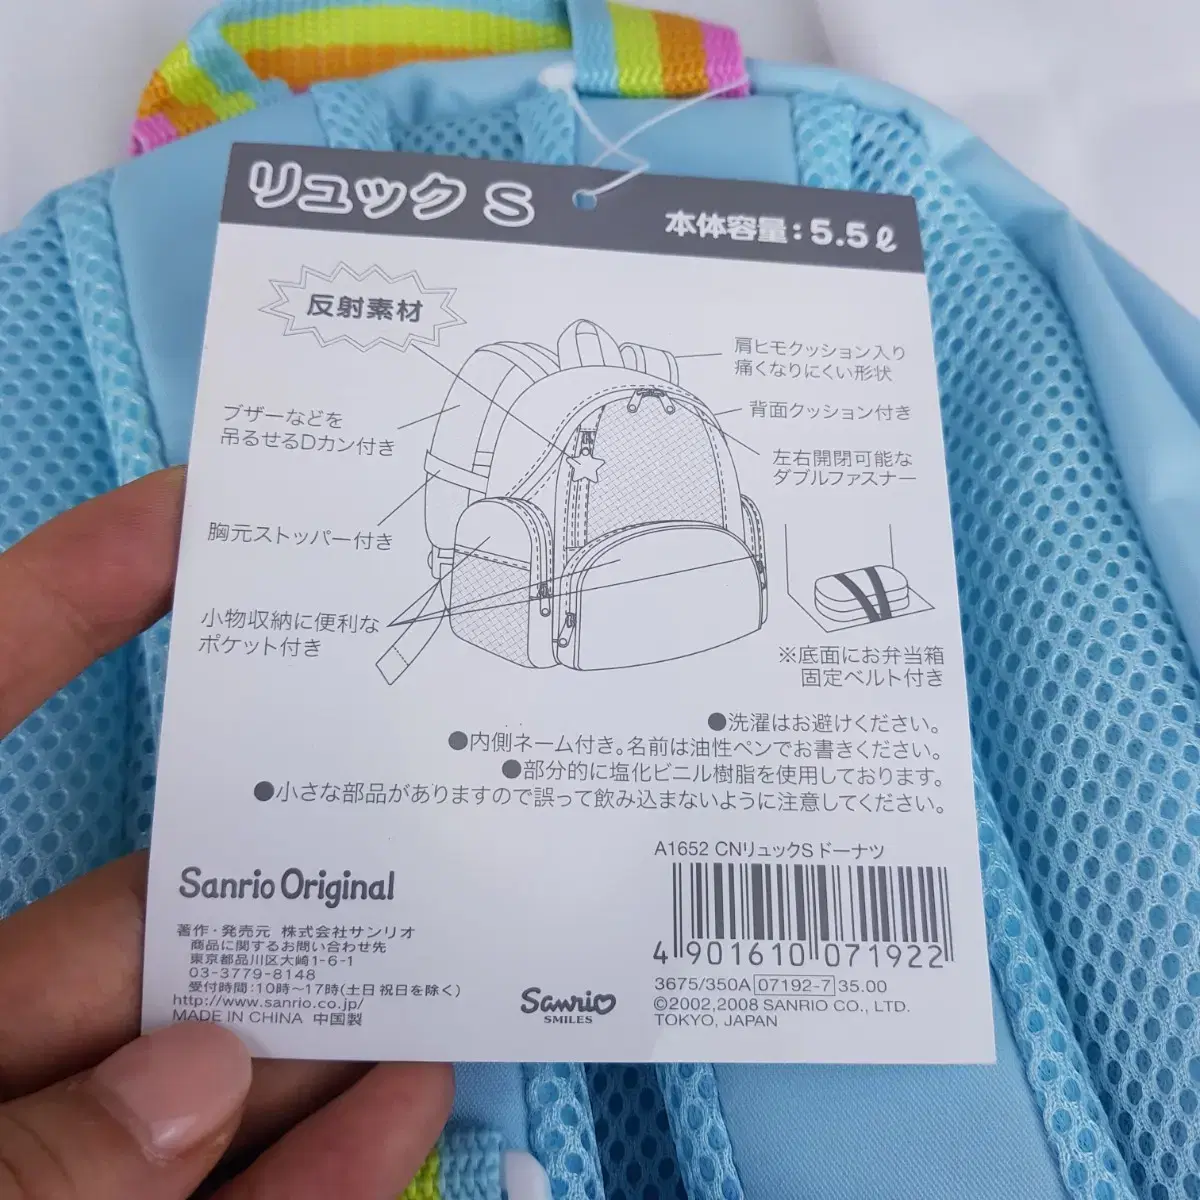 リュック S
本体容量:5.5ℓ
反射素材
肩ヒモクッション入り
痛くなりにくい形状
背面クッション付き
左右開閉可能な
ダブルファスナー
ブザーなどを
吊るせるDカン付き
胸元ストッパー付き
小物収納に便利な
ポケット付き
※底面にお弁当箱
固定ベルト付き
●洗濯はお避けください。
●内側ネーム付き。名前は油性ペンでお書きください。
●部分的に塩化ビニル樹脂を使用しております。
●小さな部品がありますので誤って飲み込まないように注意してください。
A1652 CNリュックS ドーナツ
4 901610 071922
3675/350A 07192-7 35.00
©2002,2008 SANRIO CO., LTD.
TOKYO, JAPAN
Sanrio Original
著作・発売元 株式会社サンリオ
商品に関するお問い合わせ先
東京都品川区大崎1-6-1
03-3779-8148
受付時間:10時〜17時(土日 祝日を除く)
http://www.sanrio.co.jp/
MADE IN CHINA 中国製
Sanrio
SMILES